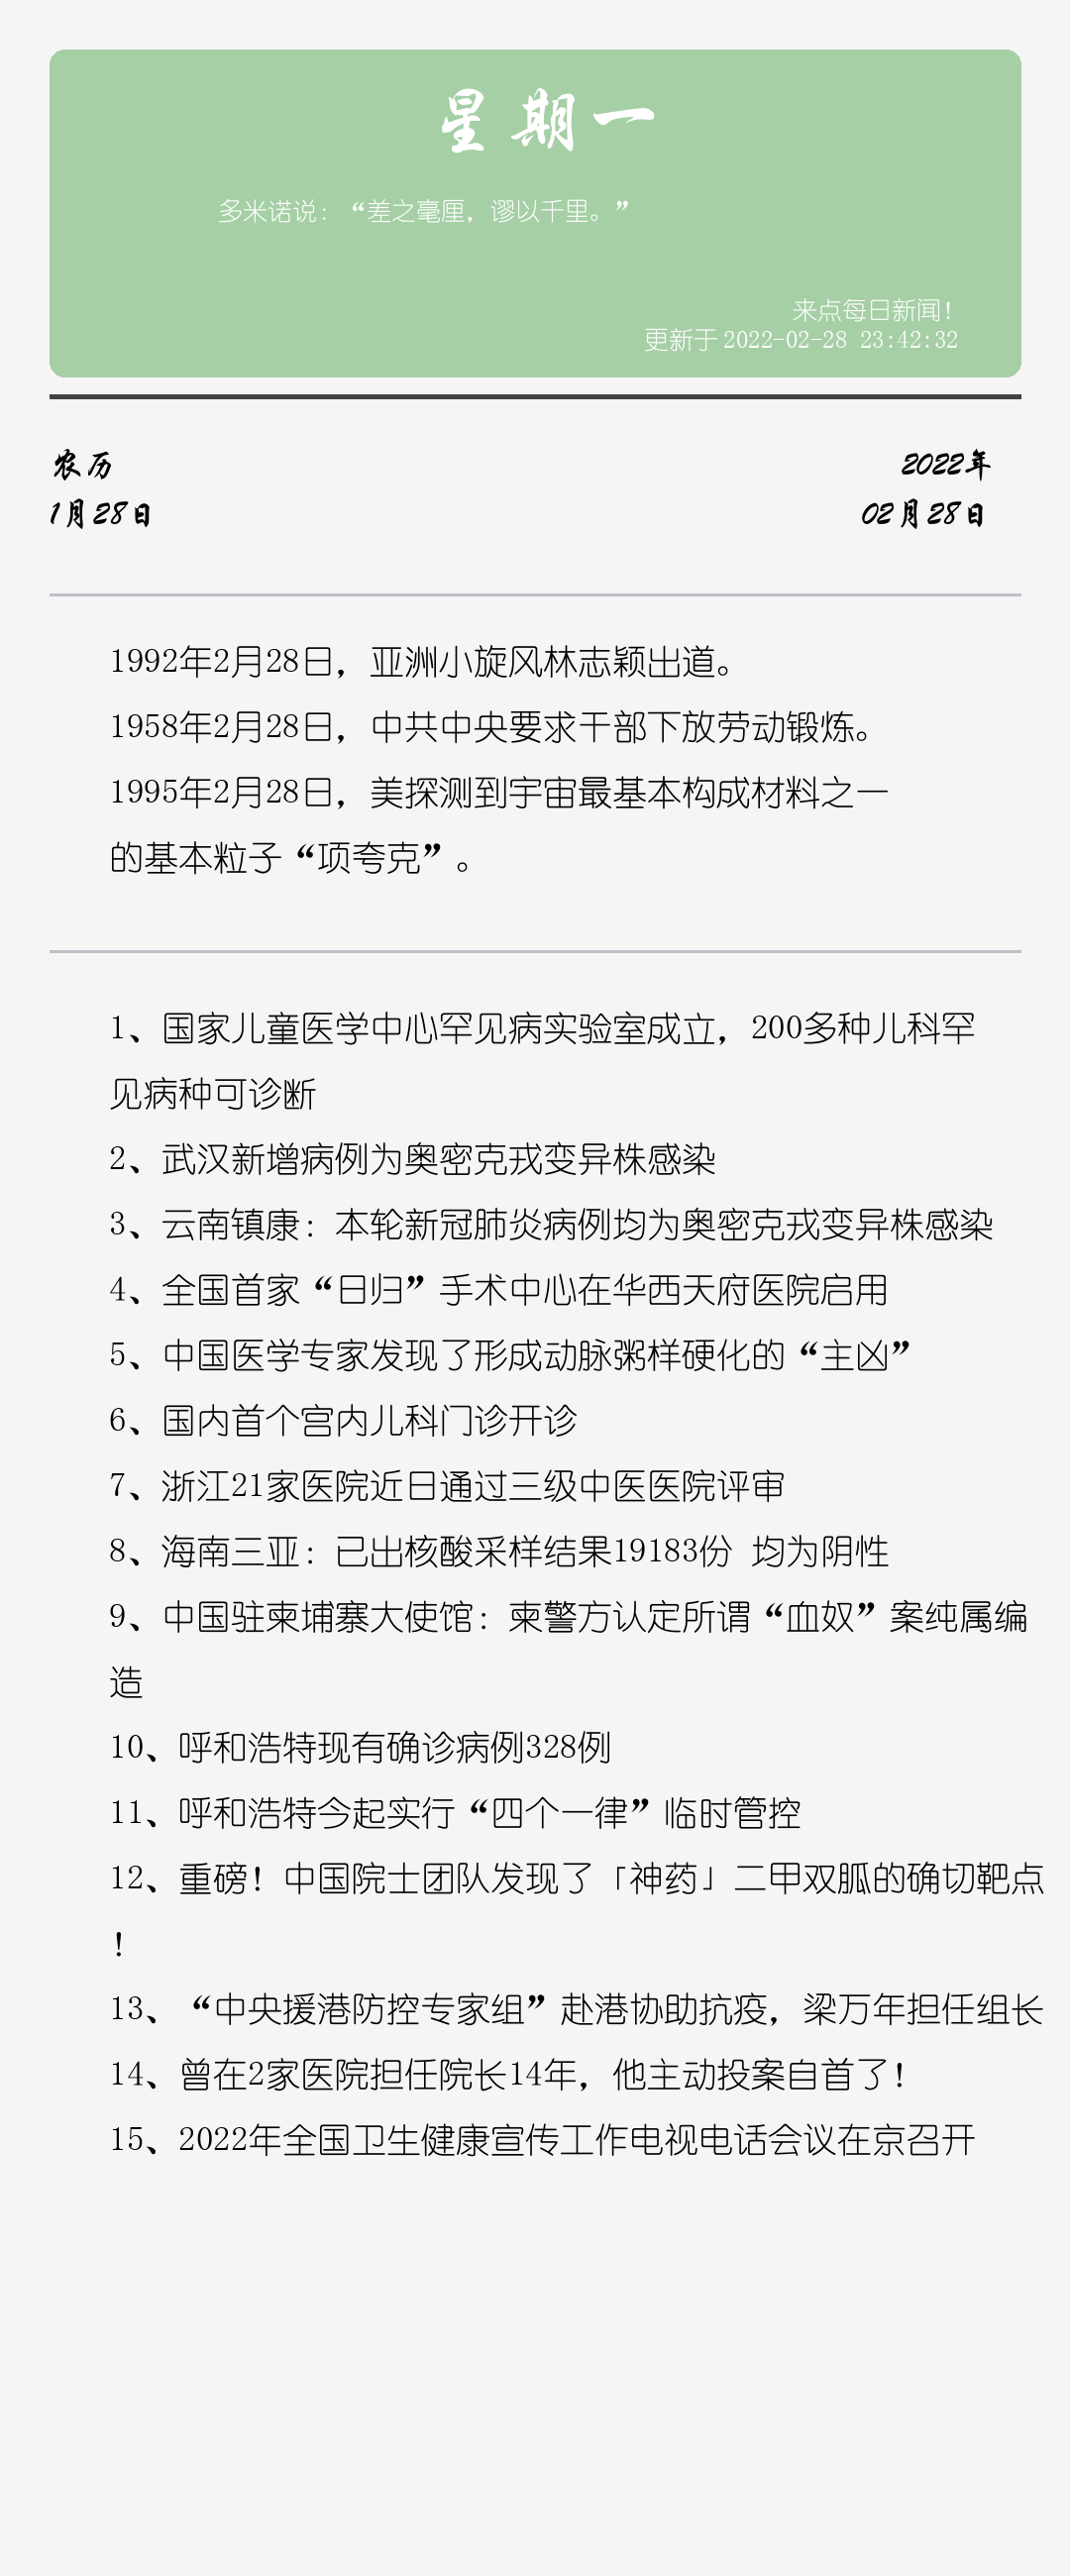 星期一
多米诺说：“差之毫厘，谬以千里。”
来点每日新闻！
更新于 2022-02-28 23:42:32
农历
2022年
1月28日
02月28日
1992年2月28日，亚洲小旋风林志颖出道。
1958年2月28日，中共中央要求干部下放劳动锻炼。
1995年2月28日，美探测到宇宙最基本构成材料之一
的基本粒子“项夸克”。
1、国家儿童医学中心罕见病实验室成立，200多种儿科罕
见病种可诊断
2、武汉新增病例为奥密克戎变异株感染
3、云南镇康：本轮新冠肺炎病例均为奥密克戎变异株感染
4、全国首家“日归”手术中心在华西天府医院启用
5、中国医学专家发现了形成动脉粥样硬化的“主凶”
6、国内首个宫内儿科门诊开诊
7、浙江21家医院近日通过三级中医医院评审
8、海南三亚：已出核酸采样结果19183份 均为阴性
9、中国驻柬埔寨大使馆：柬警方认定所谓“血奴”案纯属编
造
10、呼和浩特现有确诊病例328例
11、呼和浩特今起实行“四个一律”临时管控
12、重磅！中国院士团队发现了「神药」二甲双胍的确切靶点
！
13、“中央援港防控专家组”赴港协助抗疫，梁万年担任组长
14、曾在2家医院担任院长14年，他主动投案自首了！
15、2022年全国卫生健康宣传工作电视电话会议在京召开